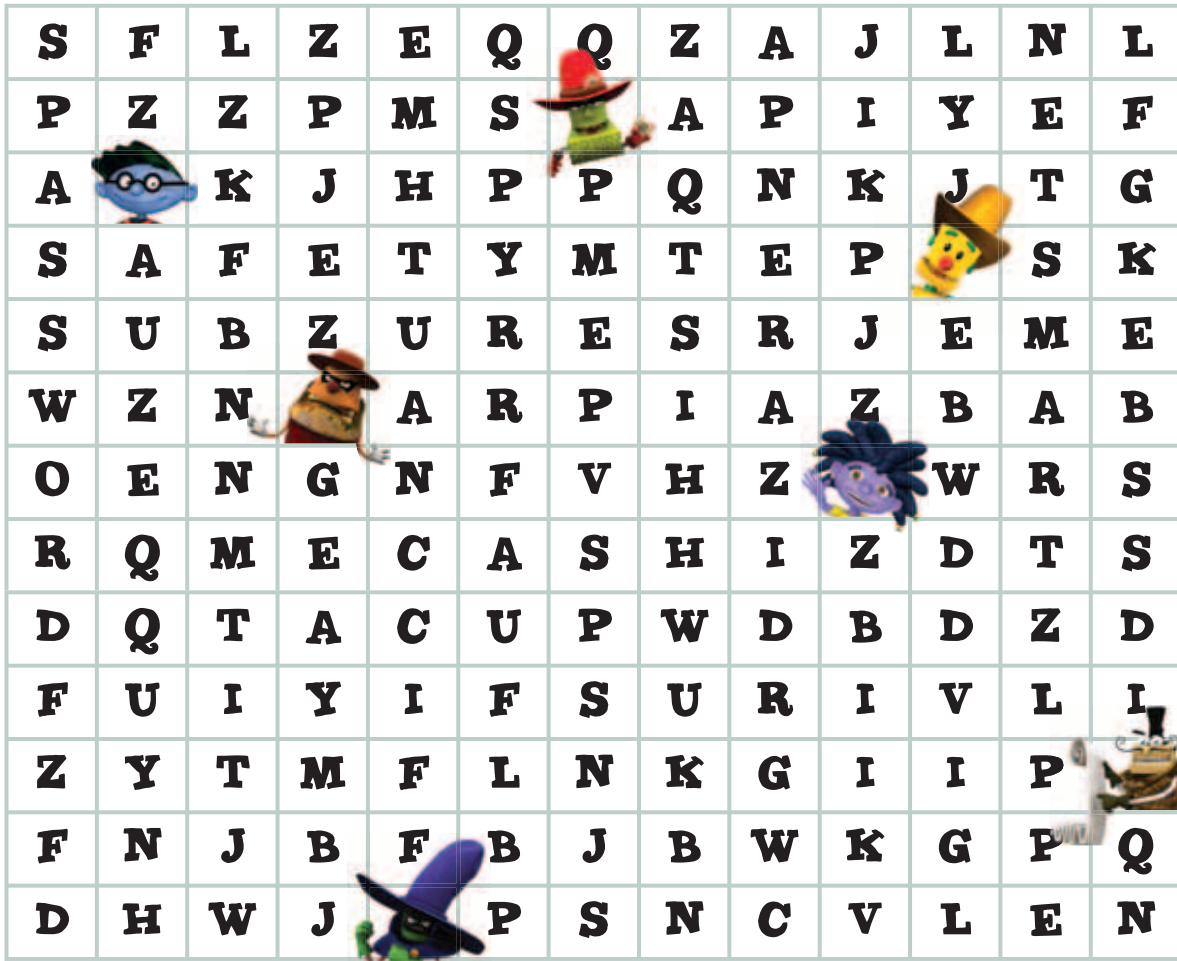 S F L Z E Q Q Z A J L N L
P Z Z P M S A P I Y E F
A K J H P P Q N K J T G
S A F E T Y M T E P S K
S U B Z U R E S R J E M E
W Z N A R P I A Z B A B
O E N G N F V H Z W R S
R Q M E C A S H I Z D T S
D Q T A C U P W D B D Z D
F U I Y I F S U R I V L I
Z Y T M F L N K G I I P
F N J B F B J B W K G P Q
D H W J P S N C V L E N